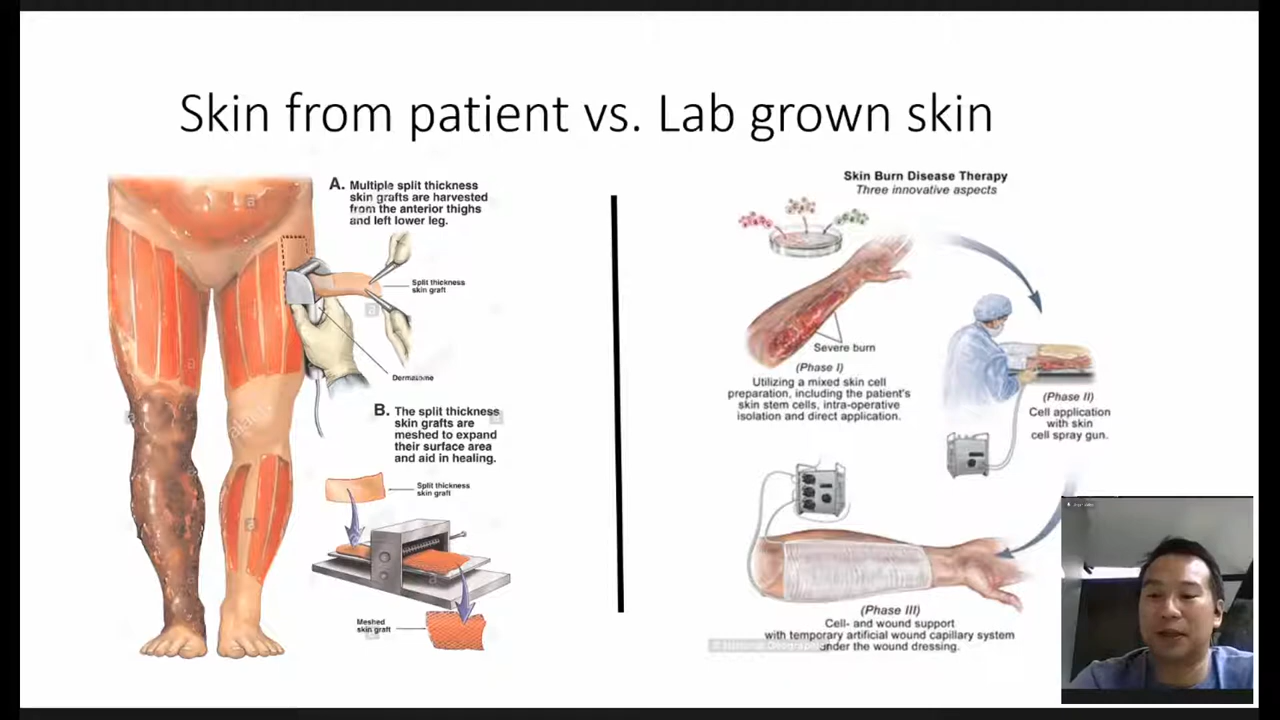 Skin from patient vs. Lab grown skin
A. Multiple split thickness
skin grafts are harvested
from the anterior thighs
and left lower leg.
Split thickness
skin graft
Dermatome
B. The split thickness
skin grafts are
meshed to expand
their surface area
and aid in healing.
Split thickness
skin graft
Meshed
skin graft
Skin Burn Disease Therapy
Three innovative aspects
Severe burn
(Phase I)
Utilizing a mixed skin cell
preparation, including the patient's
skin stem cells, intra-operative
isolation and direct application.
(Phase II)
Cell application
with skin
cell spray gun.
(Phase III)
Cell- and wound support
with temporary artificial wound capillary system
under the wound dressing.